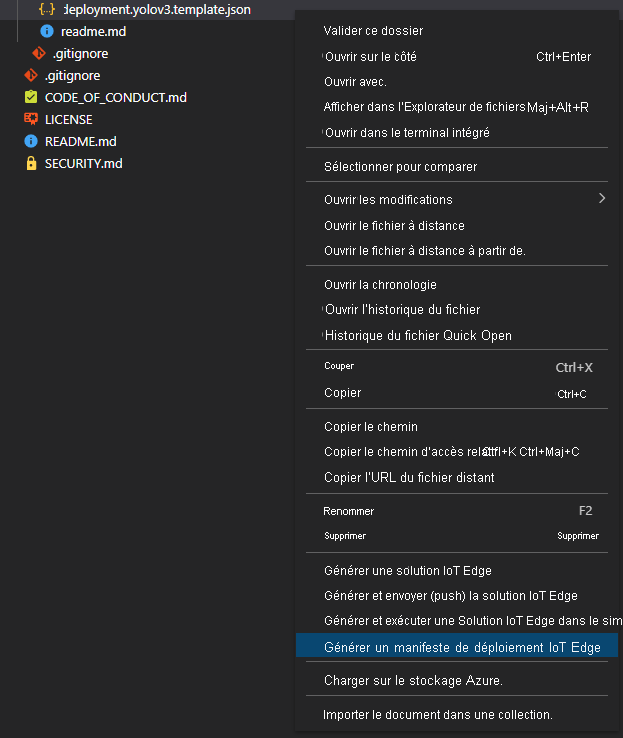 deployment.yolov3.template.json
readme.md
.gitignore
.gitignore
CODE_OF_CONDUCT.md
LICENSE
README.md
SECURITY.md
Valider ce dossier
Ouvrir sur le côté Ctrl+Enter
Ouvrir avec.
Afficher dans l'Explorateur de fichiers Maj+Alt+R
Ouvrir dans le terminal intégré
Sélectionner pour comparer
Ouvrir les modifications
Ouvrir le fichier à distance
Ouvrir le fichier à distance à partir de.
Ouvrir la chronologie
Ouvrir l'historique du fichier
Historique du fichier Quick Open
Couper Ctrl+X
Copier Ctrl+C
Copier le chemin
Copier le chemin d'accès relatif Ctrl+K Ctrl+Maj+C
Copier l'URL du fichier distant
Renommer F2
Supprimer Supprimer
Générer une solution IoT Edge
Générer et envoyer (push) la solution IoT Edge
Générer et exécuter une Solution IoT Edge dans le sim
Générer un manifeste de déploiement IoT Edge
Charger sur le stockage Azure.
Importer le document dans une collection.